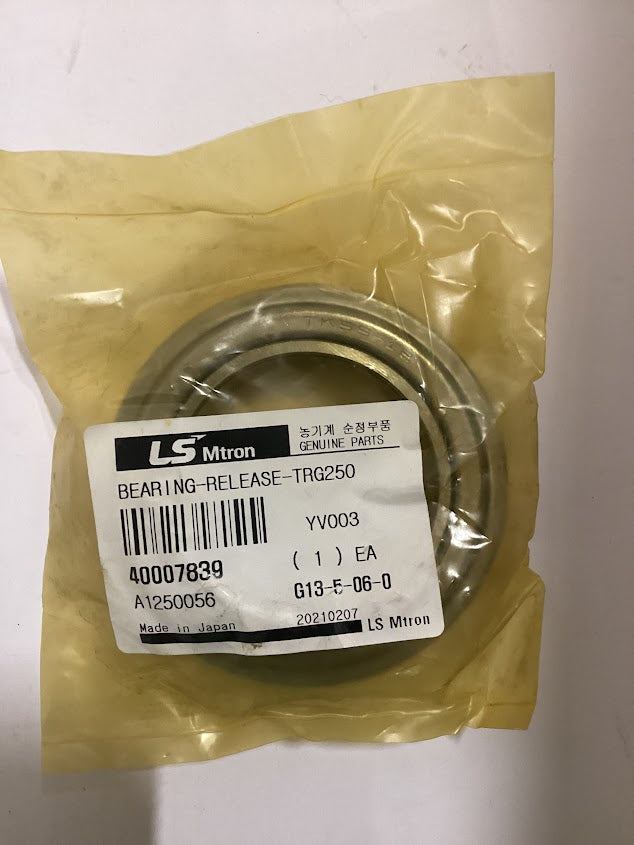 LS Mtron
농기계 순정부품
GENUINE PARTS
BEARING-RELEASE-TRG250
YV003
40007839
( 1 ) EA
A1250056
G13-5-06-0
Made in Japan
20210207
LS Mtron